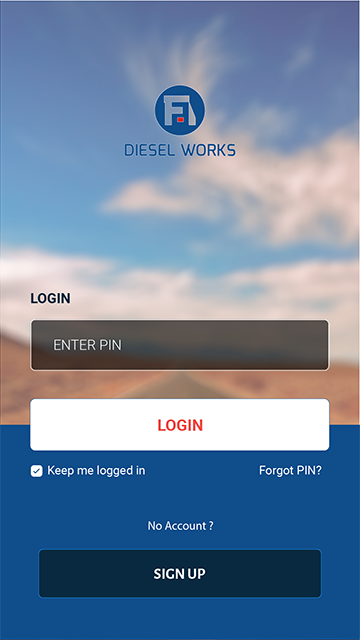 DIESEL WORKS
LOGIN
ENTER PIN
LOGIN
Keep me logged in
Forgot PIN?
No Account ?
SIGN UP